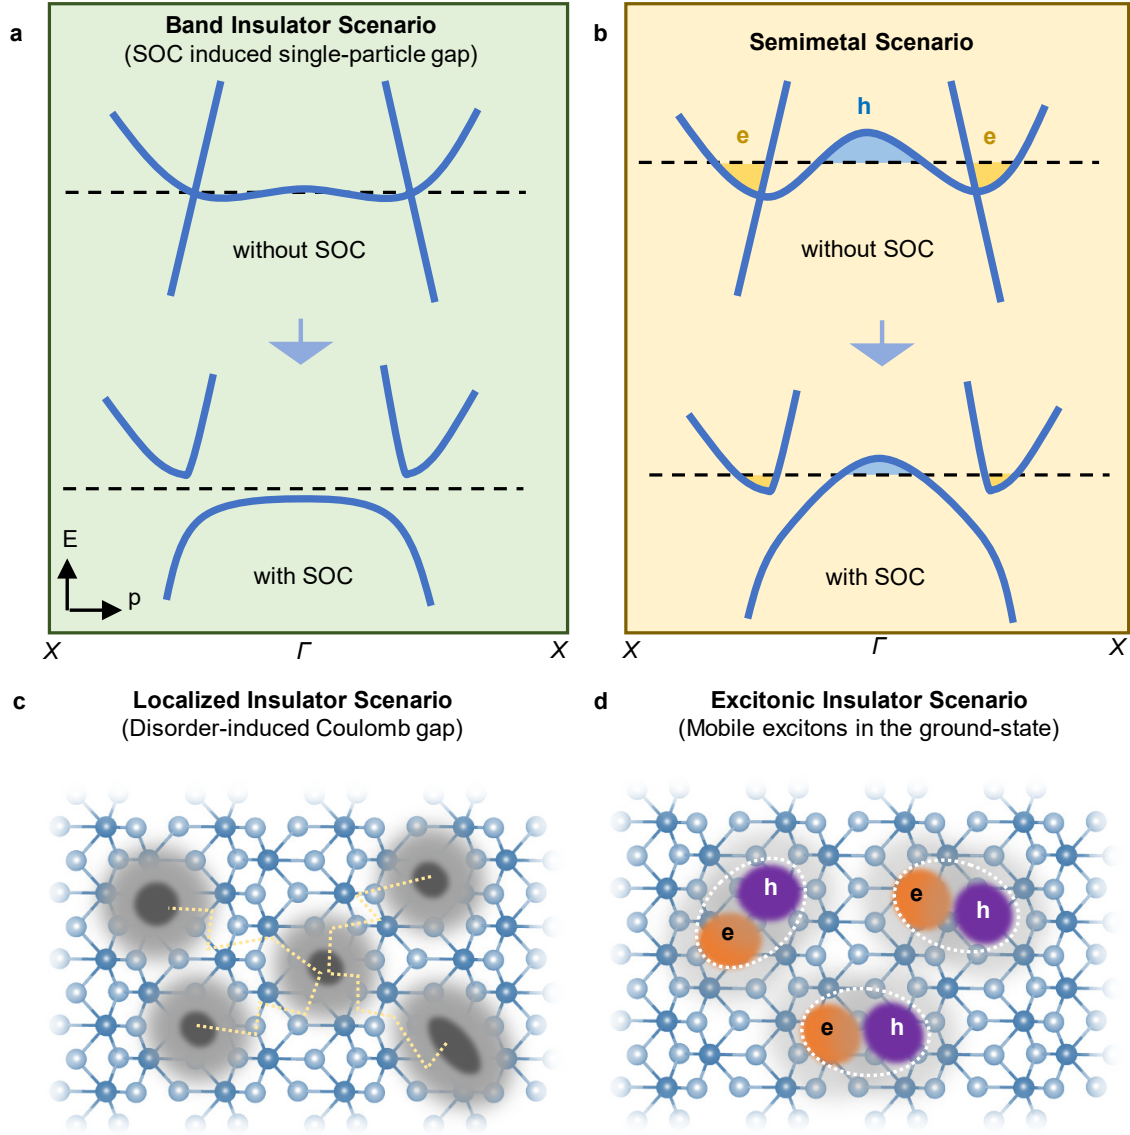 a
Band Insulator Scenario
(SOC induced single-particle gap)
without SOC
with SOC
E
p
X
Γ
X
b
Semimetal Scenario
e
h
e
without SOC
with SOC
X
Γ
X
c
Localized Insulator Scenario
(Disorder-induced Coulomb gap)
d
Excitonic Insulator Scenario
(Mobile excitons in the ground-state)
h
e
e
h
e
h